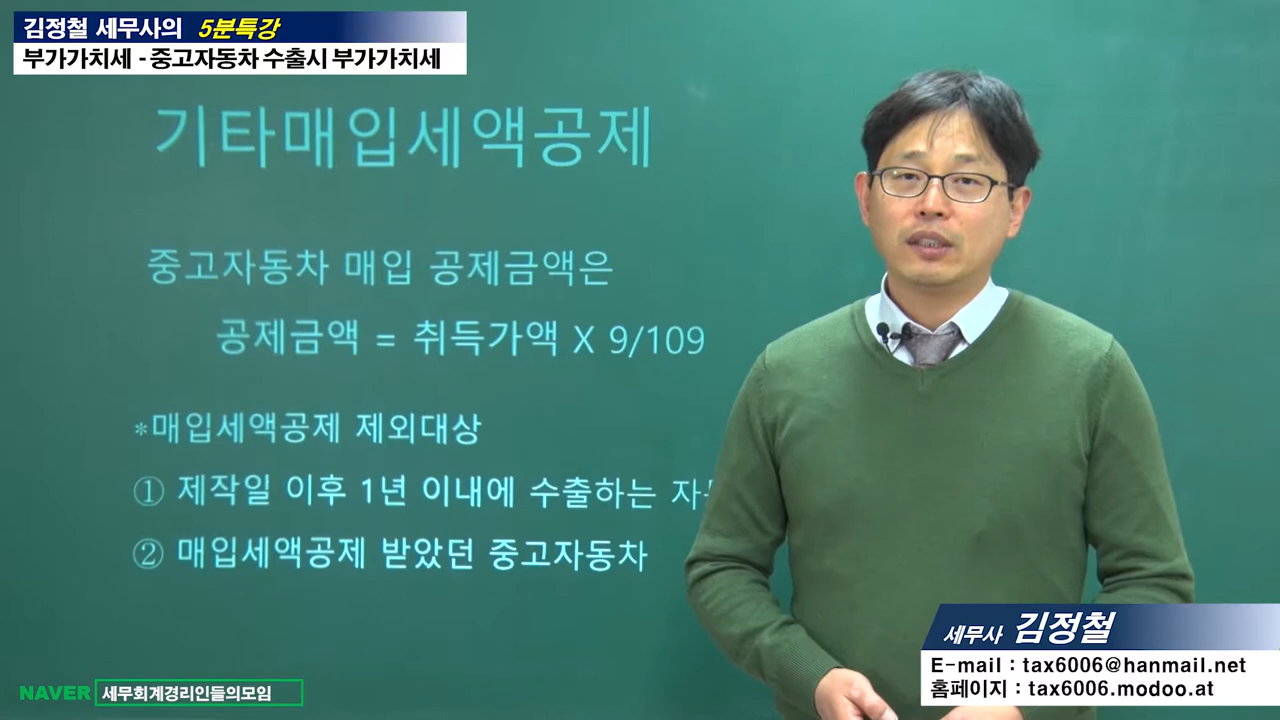 김정철 세무사의 5분특강
부가가치세 - 중고자동차 수출시 부가가치세
기타매입세액공제
중고자동차 매입 공제금액은
공제금액 = 취득가액 X 9/109
*매입세액공제 제외대상
① 제작일 이후 1년 이내에 수출하는
② 매입세액공제 받았던 중고자동차
세무사 김정철
E-mail : tax6006@hanmail.net
홈페이지 : tax6006.modoo.at
NAVER 세무회계경리인들의모임